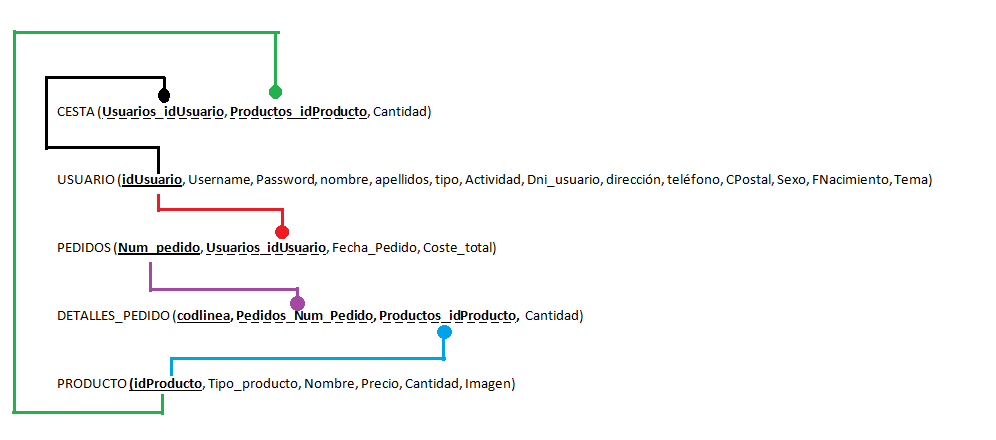 CESTA (Usuarios_idUsuario, Productos_idProducto, Cantidad)
USUARIO (idUsuario, Username, Password, nombre, apellidos, tipo, Actividad, Dni_usuario, dirección, teléfono, CPostal, Sexo, FNacimiento, Tema)
PEDIDOS (Num_pedido, Usuarios_idUsuario, Fecha_Pedido, Coste_total)
DETALLES_PEDIDO (codlinea, Pedidos_Num_Pedido, Productos_idProducto, Cantidad)
PRODUCTO (idProducto, Tipo_producto, Nombre, Precio, Cantidad, Imagen)